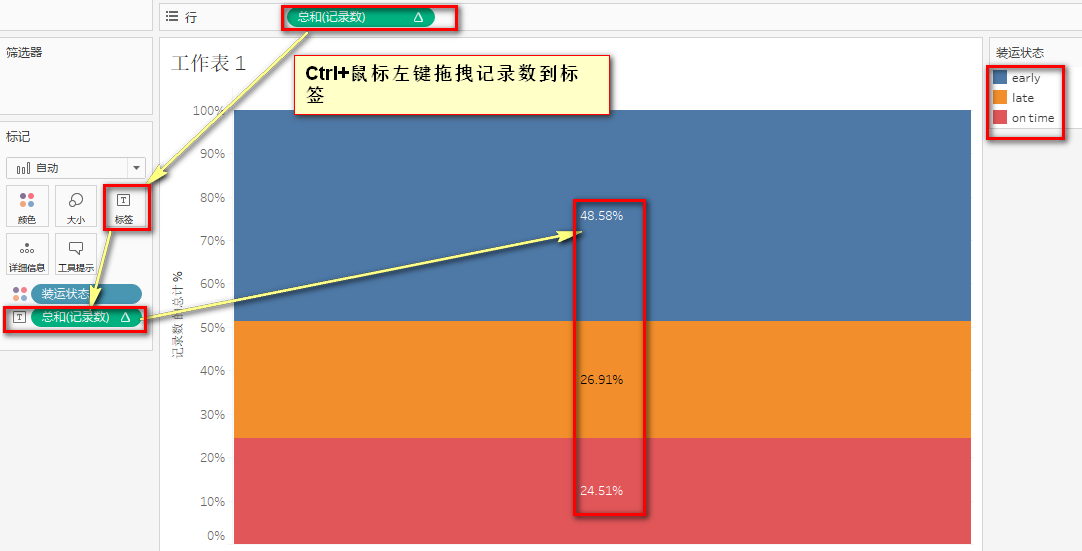 行
总和(记录数) Δ
筛选器
工作表 1
Ctrl+鼠标左键拖拽记录数到标
签
装运状态
early
late
on time
标记
自动
颜色
大小
标签
详细信息
工具提示
装运状态
总和(记录数) Δ
记录数 的总计 %
100%
90%
80%
70%
60%
50%
40%
30%
20%
10%
0%
48.58%
26.91%
24.51%